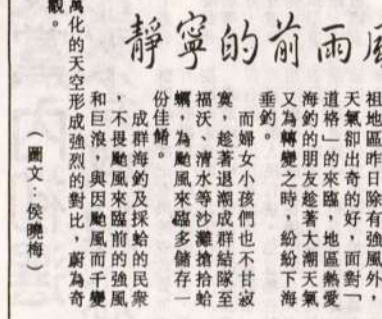 風雨前的寧靜
祖地區昨日除有強風外，
天氣卻出奇的好，面對「
道格」的來臨，地區熱愛
海釣的朋友趁著大潮天氣
又為轉變之時，紛紛下海
垂釣。
而婦女小孩們也不甘寂
寞，趁著退潮成群結隊至
福沃、清水等沙灘搶拾蛤
蠣，為颱風來臨多儲存一
份佳餚。
成群海釣及採蛤的民眾
，不畏颱風來臨前的強風
和巨浪，與因颱風而千變
萬化的天空形成強烈的對比，蔚為奇
觀。
（圖文：侯曉梅）